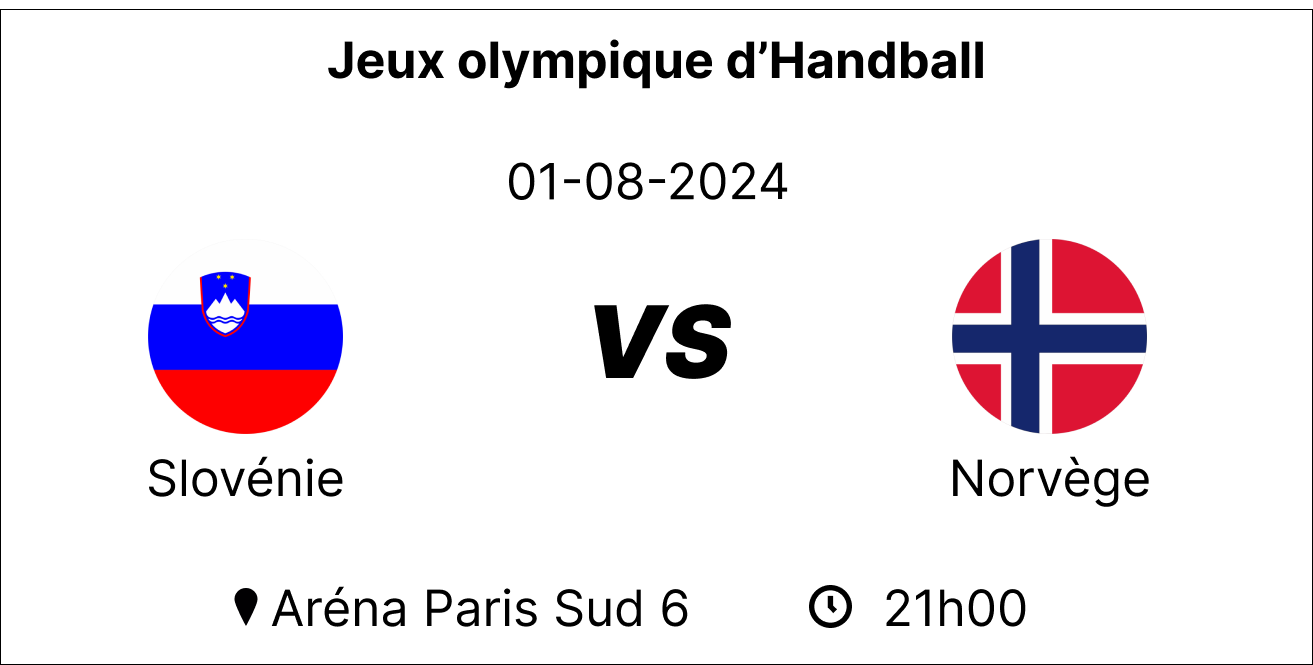 Jeux olympique d’Handball
01-08-2024
VS
Slovénie
Norvège
Aréna Paris Sud 6
21h00